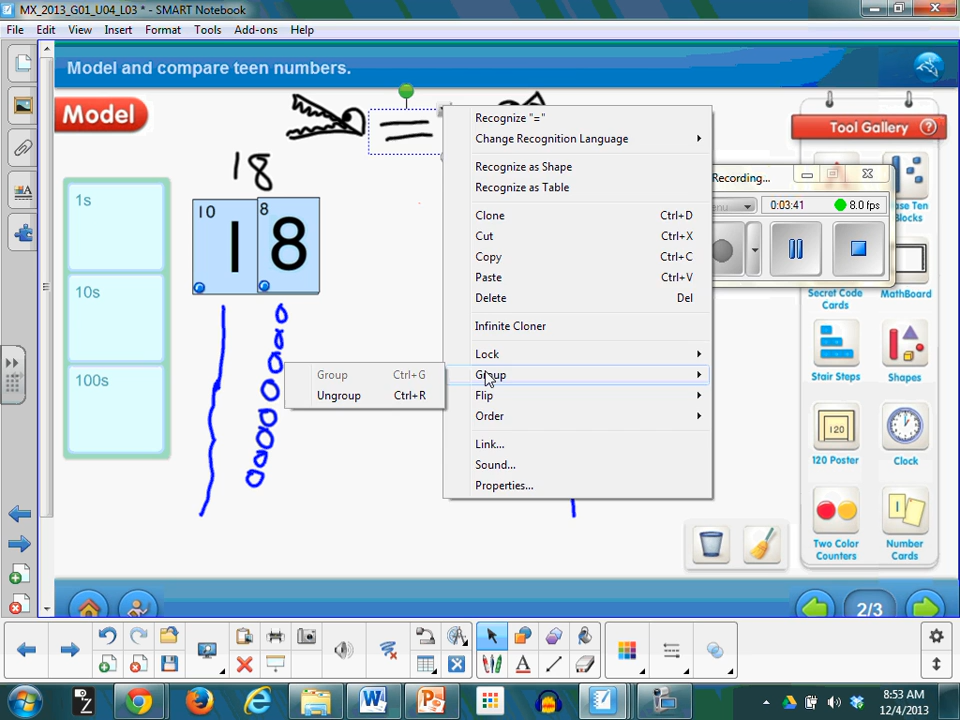 MX_2013_G01_U04_L03 * - SMART Notebook
File Edit View Insert Format Tools Add-ons Help
Model and compare teen numbers.
Model
=
18
10
1
8
8
1s
10s
100s
Recognize "="
Change Recognition Language
Recognize as Shape
Recognize as Table
Clone Ctrl+D
Cut Ctrl+X
Copy Ctrl+C
Paste Ctrl+V
Delete Del
Infinite Cloner
Lock
Group
Flip
Order
Link...
Sound...
Properties...
Group Ctrl+G
Ungroup Ctrl+R
Recording...
0:03:41 8.0 fps
Tool Gallery ?
Blocks
Secret Code
Cards
MathBoard
Stair Steps
Shapes
120
120 Poster
Clock
Two Color
Counters
1
Number
Cards
2/3
8:53 AM
12/4/2013